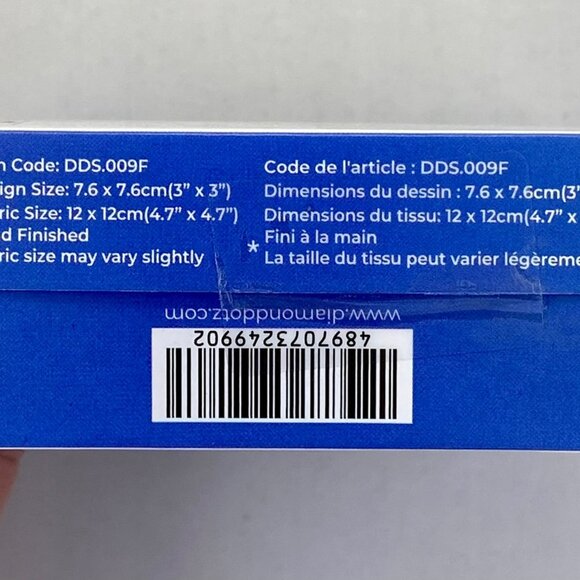 n Code: DDS.009F
ign Size: 7.6 x 7.6cm(3” x 3”)
ric Size: 12 x 12cm(4.7” x 4.7”)
d Finished
ric size may vary slightly
Code de l'article : DDS.009F
Dimensions du dessin : 7.6 x 7.6cm(3"
Dimensions du tissu: 12 x 12cm(4.7” x
Fini à la main
* La taille du tissu peut varier légèreme
www.diamonddotz.com
4897073249902